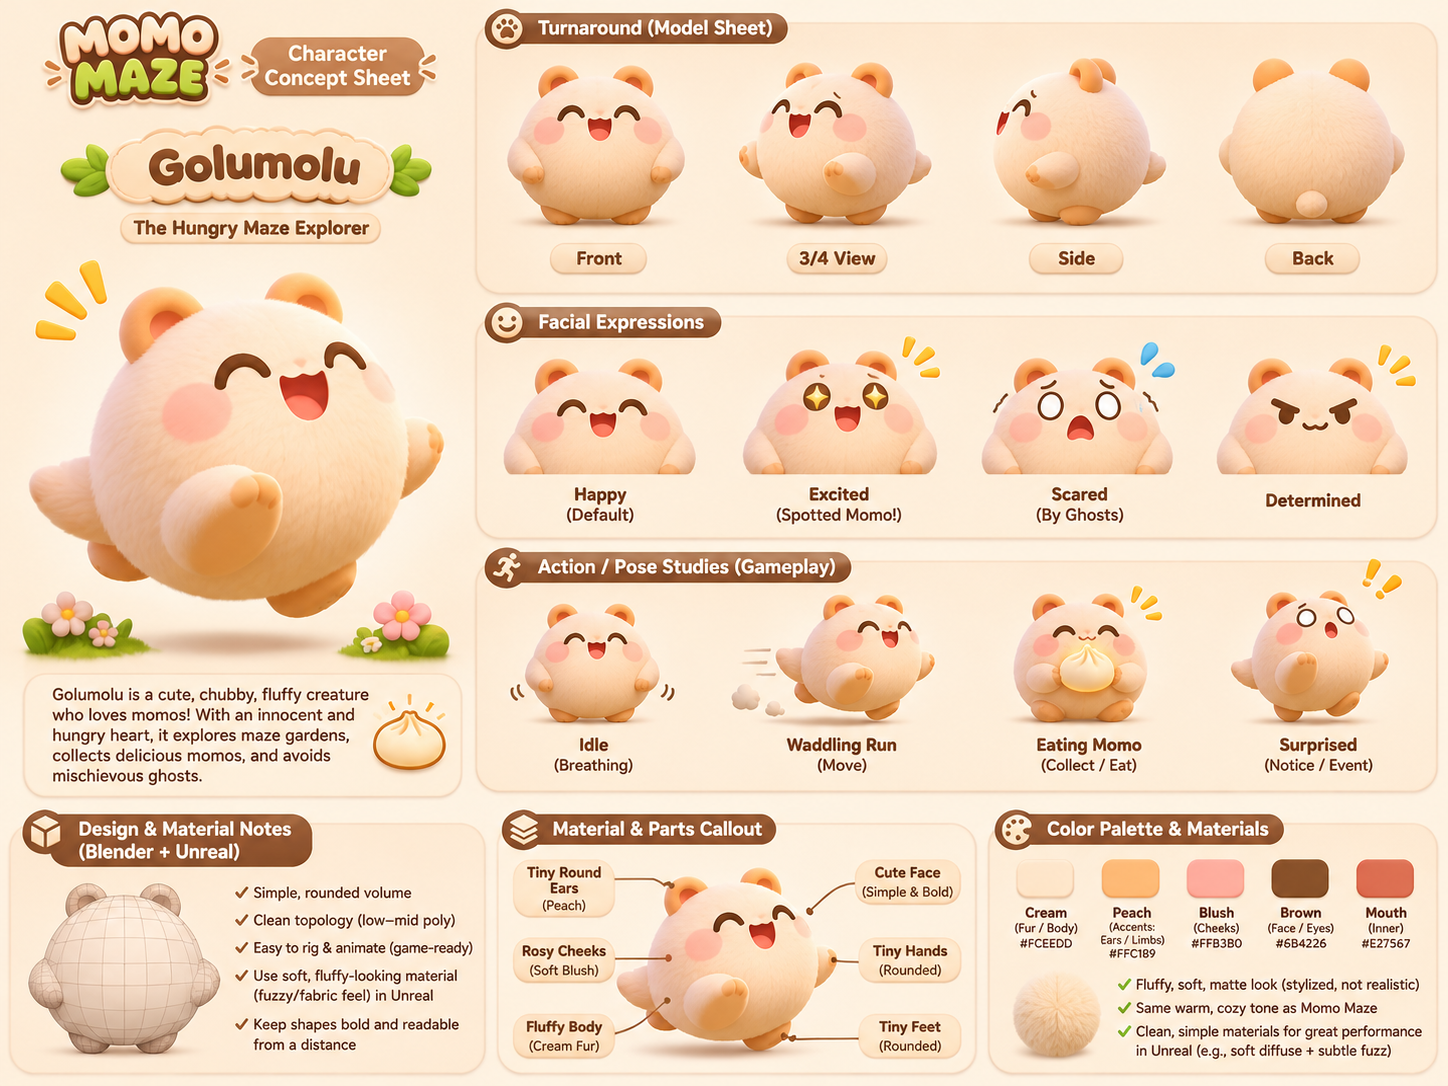 MOMO
MAZE
Character
Concept Sheet
Golumolu
The Hungry Maze Explorer
Golumolu is a cute, chubby, fluffy creature
who loves momos! With an innocent and
hungry heart, it explores maze gardens,
collects delicious momos, and avoids
mischievous ghosts.
Turnaround (Model Sheet)
Front
3/4 View
Side
Back
Facial Expressions
Happy
(Default)
Excited
(Spotted Momo!)
Scared
(By Ghosts)
Determined
Action / Pose Studies (Gameplay)
!!
Idle
(Breathing)
Waddling Run
(Move)
Eating Momo
(Collect / Eat)
Surprised
(Notice / Event)
Design & Material Notes
(Blender + Unreal)
Simple, rounded volume
Clean topology (low–mid poly)
Easy to rig & animate (game-ready)
Use soft, fluffy-looking material
(fuzzy/fabric feel) in Unreal
Keep shapes bold and readable
from a distance
Material & Parts Callout
Tiny Round
Ears
(Peach)
Rosy Cheeks
(Soft Blush)
Fluffy Body
(Cream Fur)
Cute Face
(Simple & Bold)
Tiny Hands
(Rounded)
Tiny Feet
(Rounded)
Color Palette & Materials
Cream
(Fur / Body)
#FCEEDD
Peach
(Accents:
Ears / Limbs)
#FFC189
Blush
(Cheeks)
#FFB3B0
Brown
(Face / Eyes)
#6B4226
Mouth
(Inner)
#E27567
Fluffy, soft, matte look (stylized, not realistic)
Same warm, cozy tone as Momo Maze
Clean, simple materials for great performance
in Unreal (e.g., soft diffuse + subtle fuzz)